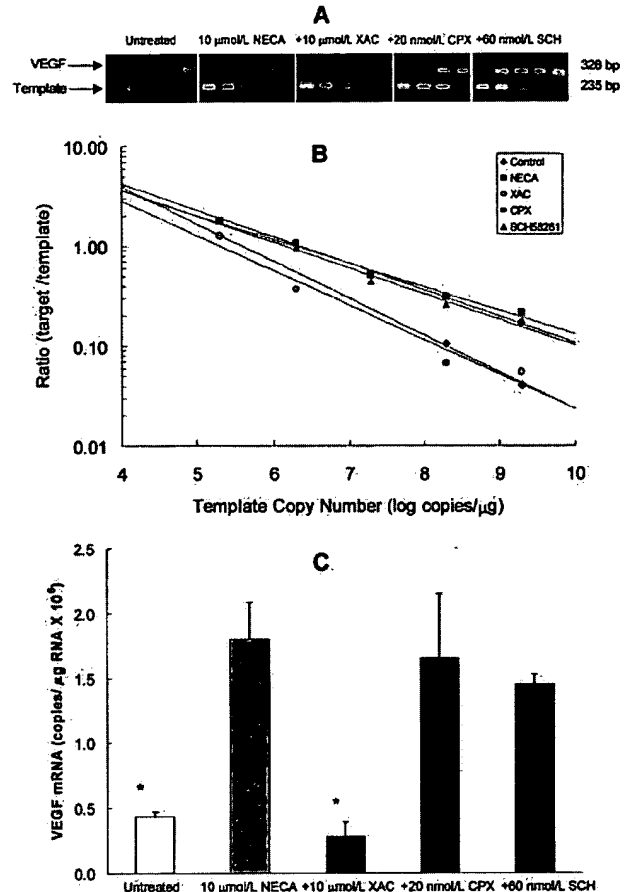 A
Untreated 10 μmol/L NECA +10 μmol/L XAC +20 nmol/L CPX +60 nmol/L SCH
VEGF 328 bp
Template 235 bp
B
10.00
1.00
0.10
0.01
Ratio (target /template)
Control
NECA
XAC
CPX
SCH58261
4 5 6 7 8 9 10
Template Copy Number (log copies/μg)
C
2.5
2.0
1.5
1.0
0.5
0.0
VEGF mRNA (copies/ μg RNA X 10⁶)
* *
Untreated 10 μmol/L NECA +10 μmol/L XAC +20 nmol/L CPX +60 nmol/L SCH